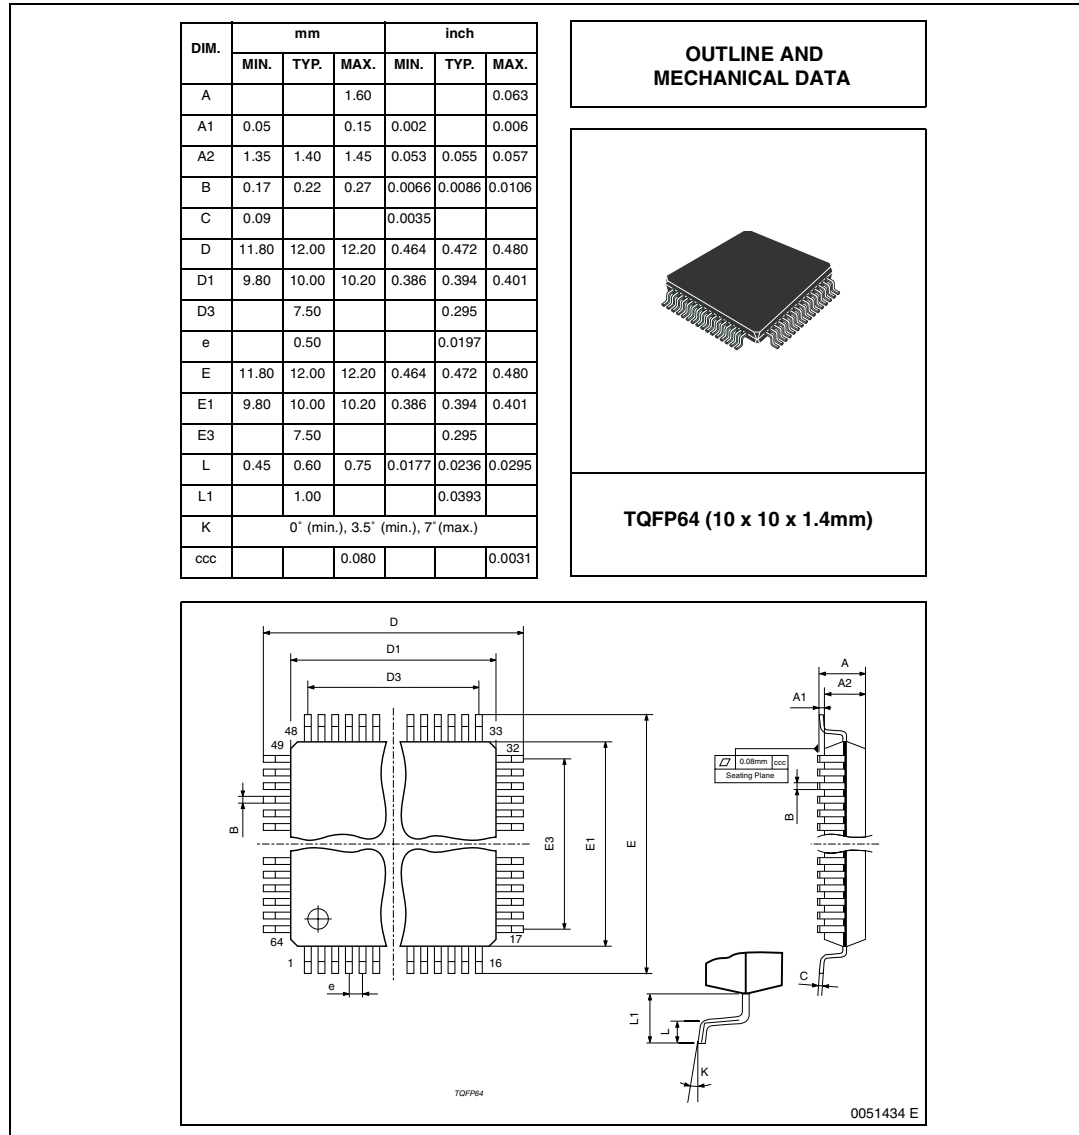 DIM. mm inch
MIN. TYP. MAX. MIN. TYP. MAX.
A 1.60 0.063
A1 0.05 0.15 0.002 0.006
A2 1.35 1.40 1.45 0.053 0.055 0.057
B 0.17 0.22 0.27 0.0066 0.0086 0.0106
C 0.09 0.0035
D 11.80 12.00 12.20 0.464 0.472 0.480
D1 9.80 10.00 10.20 0.386 0.394 0.401
D3 7.50 0.295
e 0.50 0.0197
E 11.80 12.00 12.20 0.464 0.472 0.480
E1 9.80 10.00 10.20 0.386 0.394 0.401
E3 7.50 0.295
L 0.45 0.60 0.75 0.0177 0.0236 0.0295
L1 1.00 0.0393
K 0˚ (min.), 3.5˚ (min.), 7˚(max.)
ccc 0.080 0.0031
OUTLINE AND
MECHANICAL DATA
TQFP64 (10 x 10 x 1.4mm)
D
D1
D3
A
A2
A1
48 33
49 32
0.08mm ccc
Seating Plane
B
B
E3
E1
E
64 17
1 16
e
C
L1
L
K
TQFP64
0051434 E